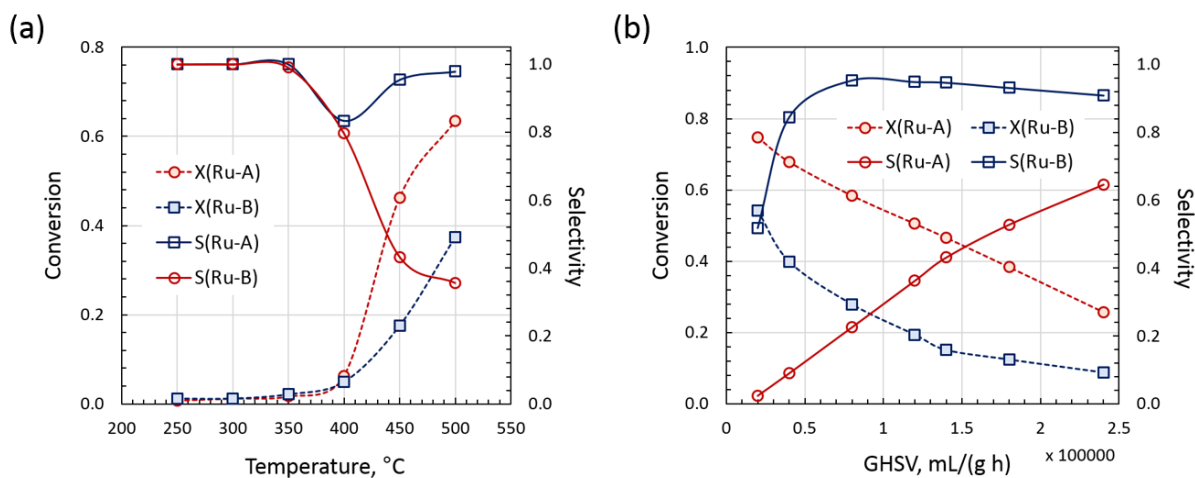 (a)
0.8
0.6
0.4
0.2
0.0
Conversion
1.0
0.8
0.6
0.4
0.2
0.0
Selectivity
X(Ru-A)
X(Ru-B)
S(Ru-A)
S(Ru-B)
200 250 300 350 400 450 500 550
Temperature, °C
(b)
1.0
0.8
0.6
0.4
0.2
0.0
Conversion
1.0
0.8
0.6
0.4
0.2
0.0
Selectivity
X(Ru-A) X(Ru-B)
S(Ru-A) S(Ru-B)
0 0.5 1 1.5 2 2.5
GHSV, mL/(g h) x 100000